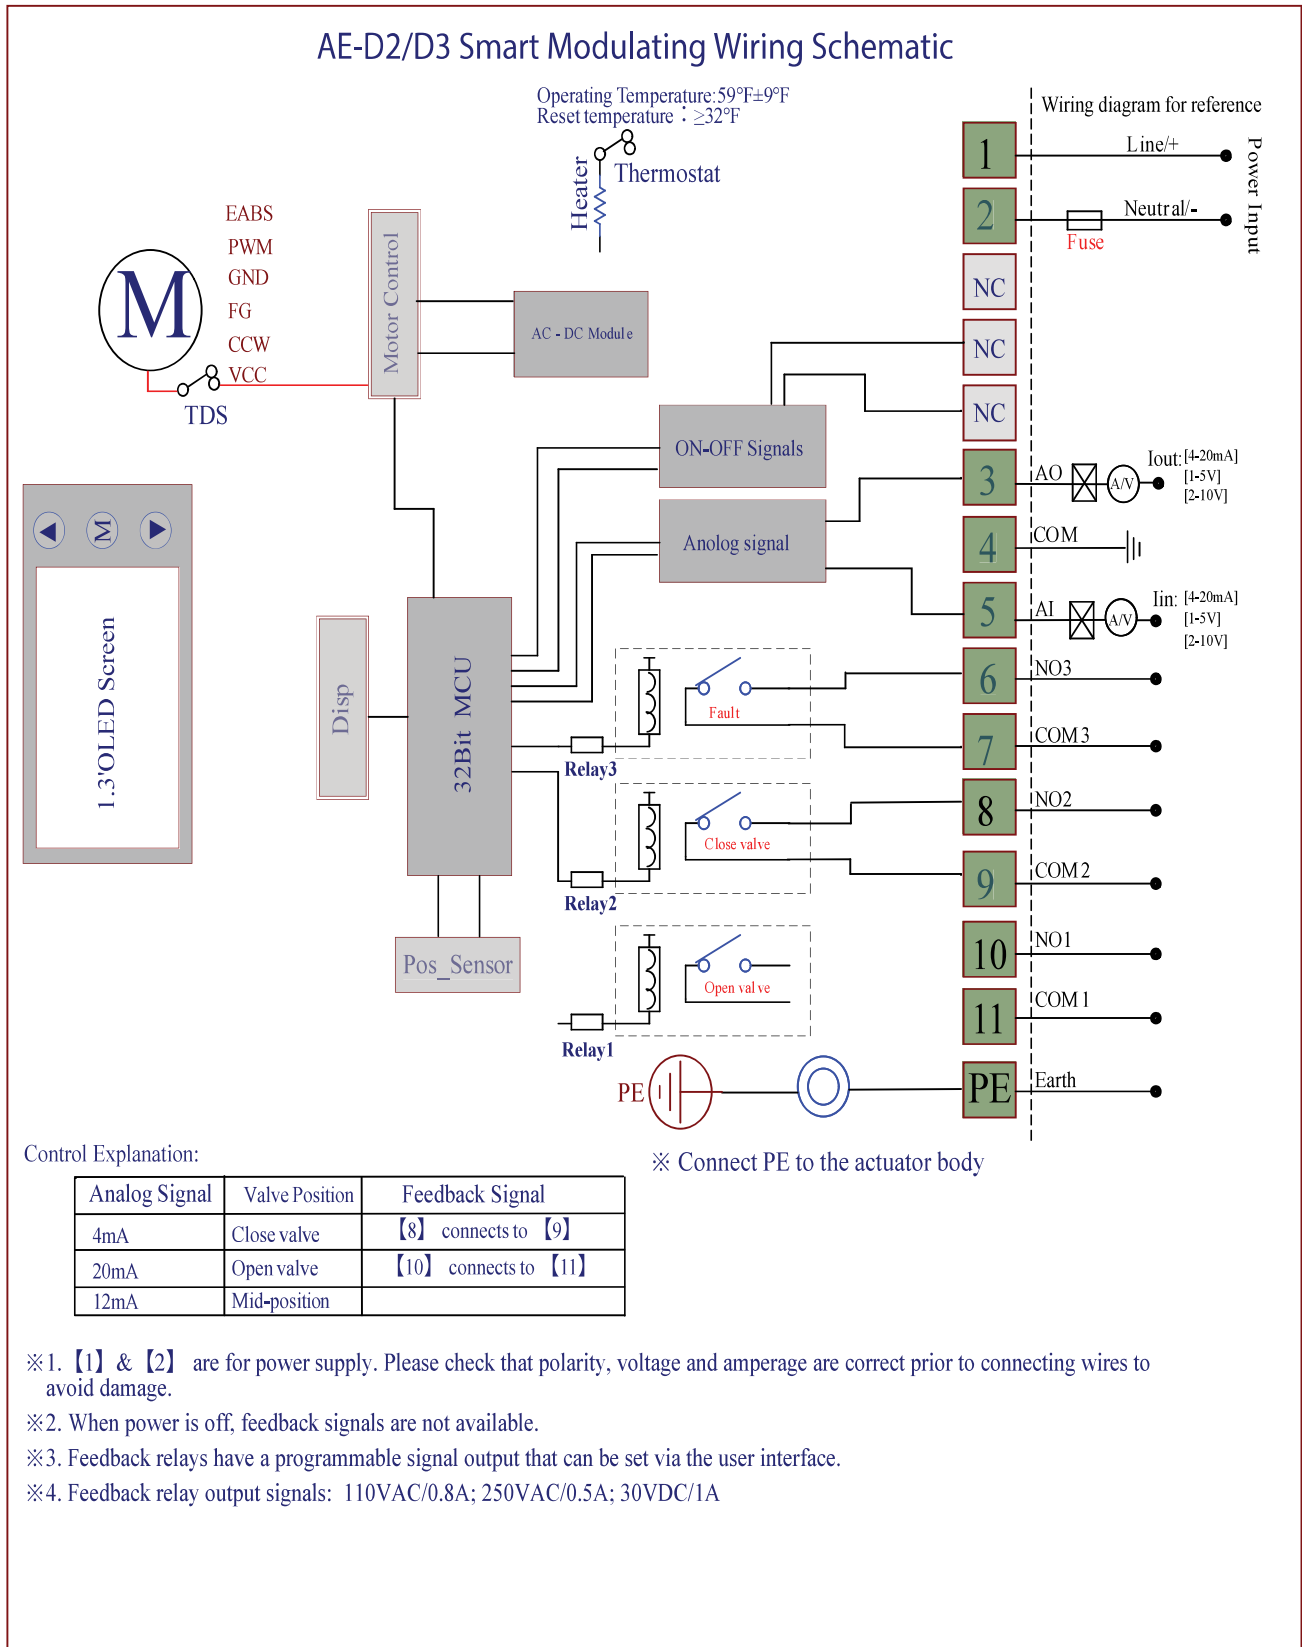 AE-D2/D3 Smart Modulating Wiring Schematic
Operating Temperature:59°F±9°F
Reset temperature：≥32°F
Thermostat
Heater
Wiring diagram for reference
1
Line/+
2
Neutral/-
Fuse
Power Input
NC
NC
NC
EABS
PWM
GND
FG
CCW
VCC
M
TDS
Motor Control
AC - DC Module
ON-OFF Signals
Anolog signal
3
AO
A/V
Iout:
[4-20mA]
[1-5V]
[2-10V]
4
COM
5
AI
A/V
Iin:
[4-20mA]
[1-5V]
[2-10V]
M
1.3'OLED Screen
Disp
32Bit MCU
Pos_Sensor
Fault
Relay3
6
NO3
7
COM3
Close valve
Relay2
8
NO2
9
COM2
Open valve
Relay1
10
NO1
11
COM1
PE
PE
Earth
※ Connect PE to the actuator body
Control Explanation:
Analog Signal Valve Position Feedback Signal
4mA Close valve 【8】 connects to 【9】
20mA Open valve 【10】 connects to 【11】
12mA Mid-position
※1.【1】&【2】 are for power supply. Please check that polarity, voltage and amperage are correct prior to connecting wires to
avoid damage.
※2. When power is off, feedback signals are not available.
※3. Feedback relays have a programmable signal output that can be set via the user interface.
※4. Feedback relay output signals: 110VAC/0.8A; 250VAC/0.5A; 30VDC/1A